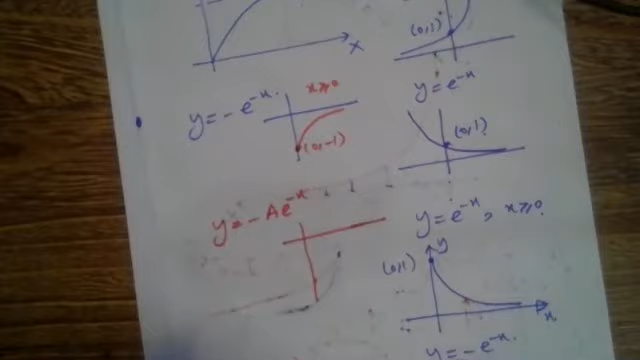 x
(0,1)
y = e^-x
y = -e^-x.
x ≥ 0
(0,-1)
(0,1)
y = -Ae^-x
y = e^-x, x ≥ 0.
y
(0,1)
x
y = -e^-x.